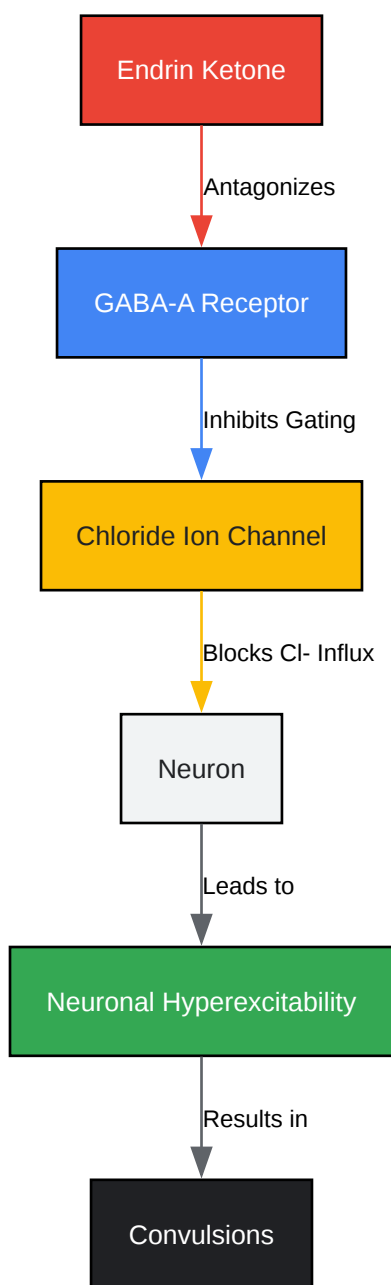 Endrin Ketone
Antagonizes
GABA-A Receptor
Inhibits Gating
Chloride Ion Channel
Blocks Cl- Influx
Neuron
Leads to
Neuronal Hyperexcitability
Results in
Convulsions